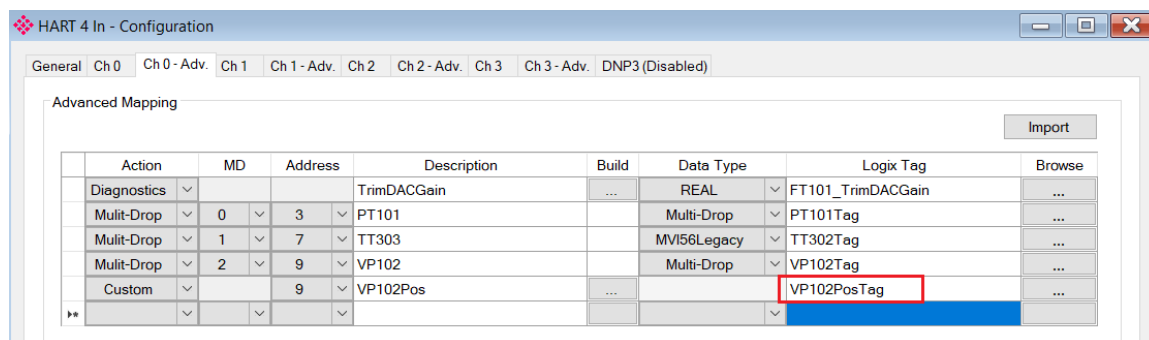 HART 4 In - Configuration
General Ch 0 Ch 0 - Adv. Ch 1 Ch 1 - Adv. Ch 2 Ch 2 - Adv. Ch 3 Ch 3 - Adv. DNP3 (Disabled)
Advanced Mapping
Import
Action MD Address Description Build Data Type Logix Tag Browse
Diagnostics TrimDACGain ... REAL FT101_TrimDACGain ...
Mulit-Drop 0 3 PT101 Multi-Drop PT101Tag ...
Mulit-Drop 1 7 TT303 MVI56Legacy TT302Tag ...
Mulit-Drop 2 9 VP102 Multi-Drop VP102Tag ...
Custom 9 VP102Pos ... VP102PosTag ...